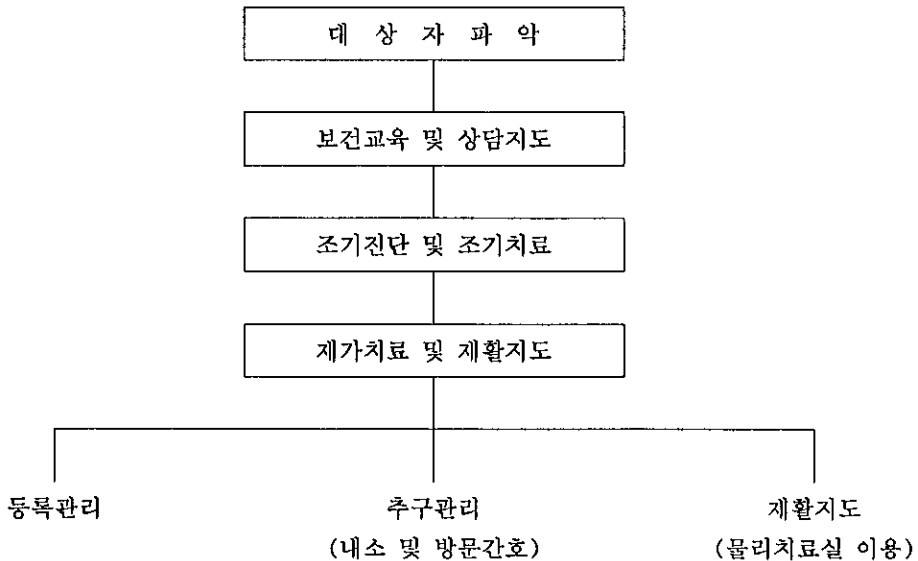 대 상 자 파 악
보건교육 및 상담지도
조기진단 및 조기치료
재가치료 및 재활지도
등록관리
추구관리
재활지도
(내소 및 방문간호)
(물리치료실 이용)